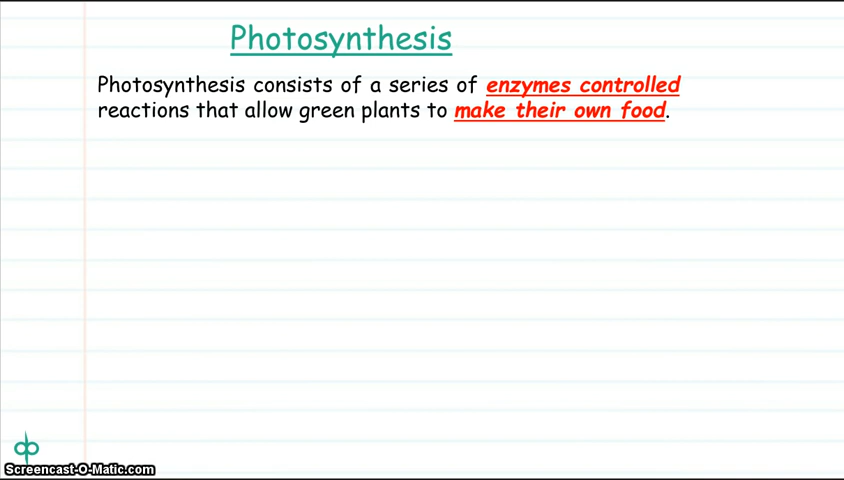 Photosynthesis
Photosynthesis consists of a series of enzymes controlled
reactions that allow green plants to make their own food.
Screencast-O-Matic.com